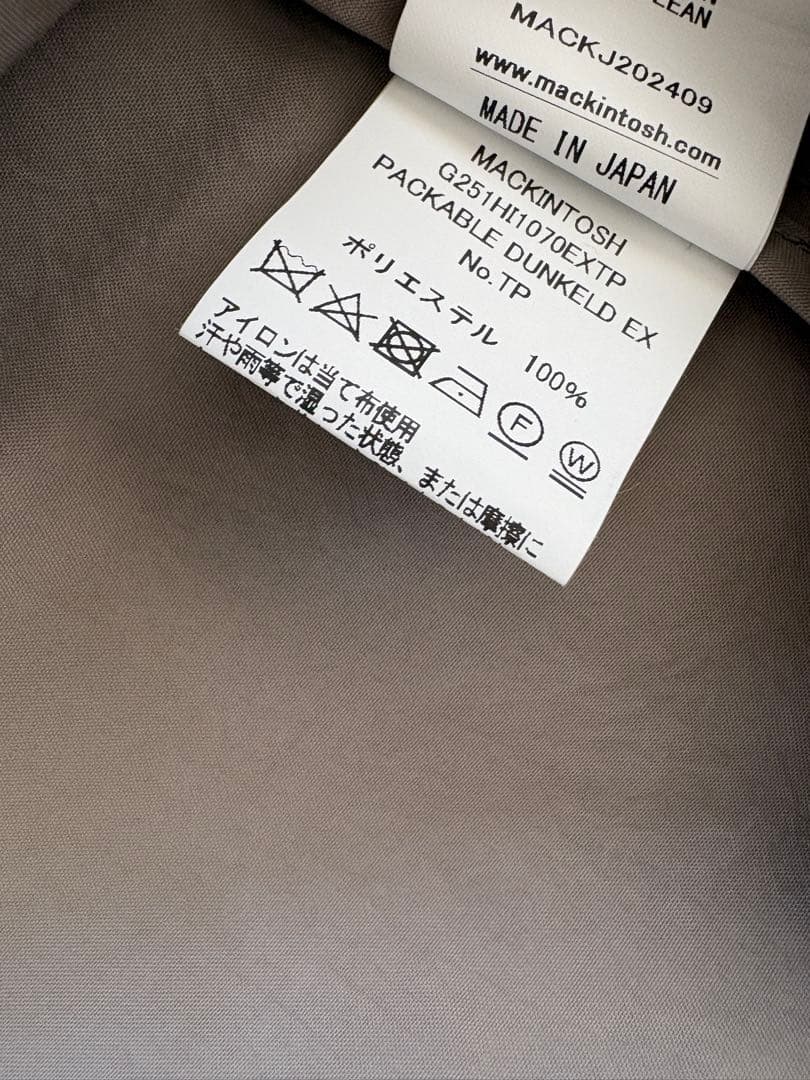 LEAN
MACKJ202409
www.mackintosh.com
MADE IN JAPAN
MACKINTOSH
G251HI1070EXTP
PACKABLE DUNKELD EX
No.TP
ポリエステル 100%
F W
アイロンは当て布使用
汗や雨等で湿った状態、または摩擦に